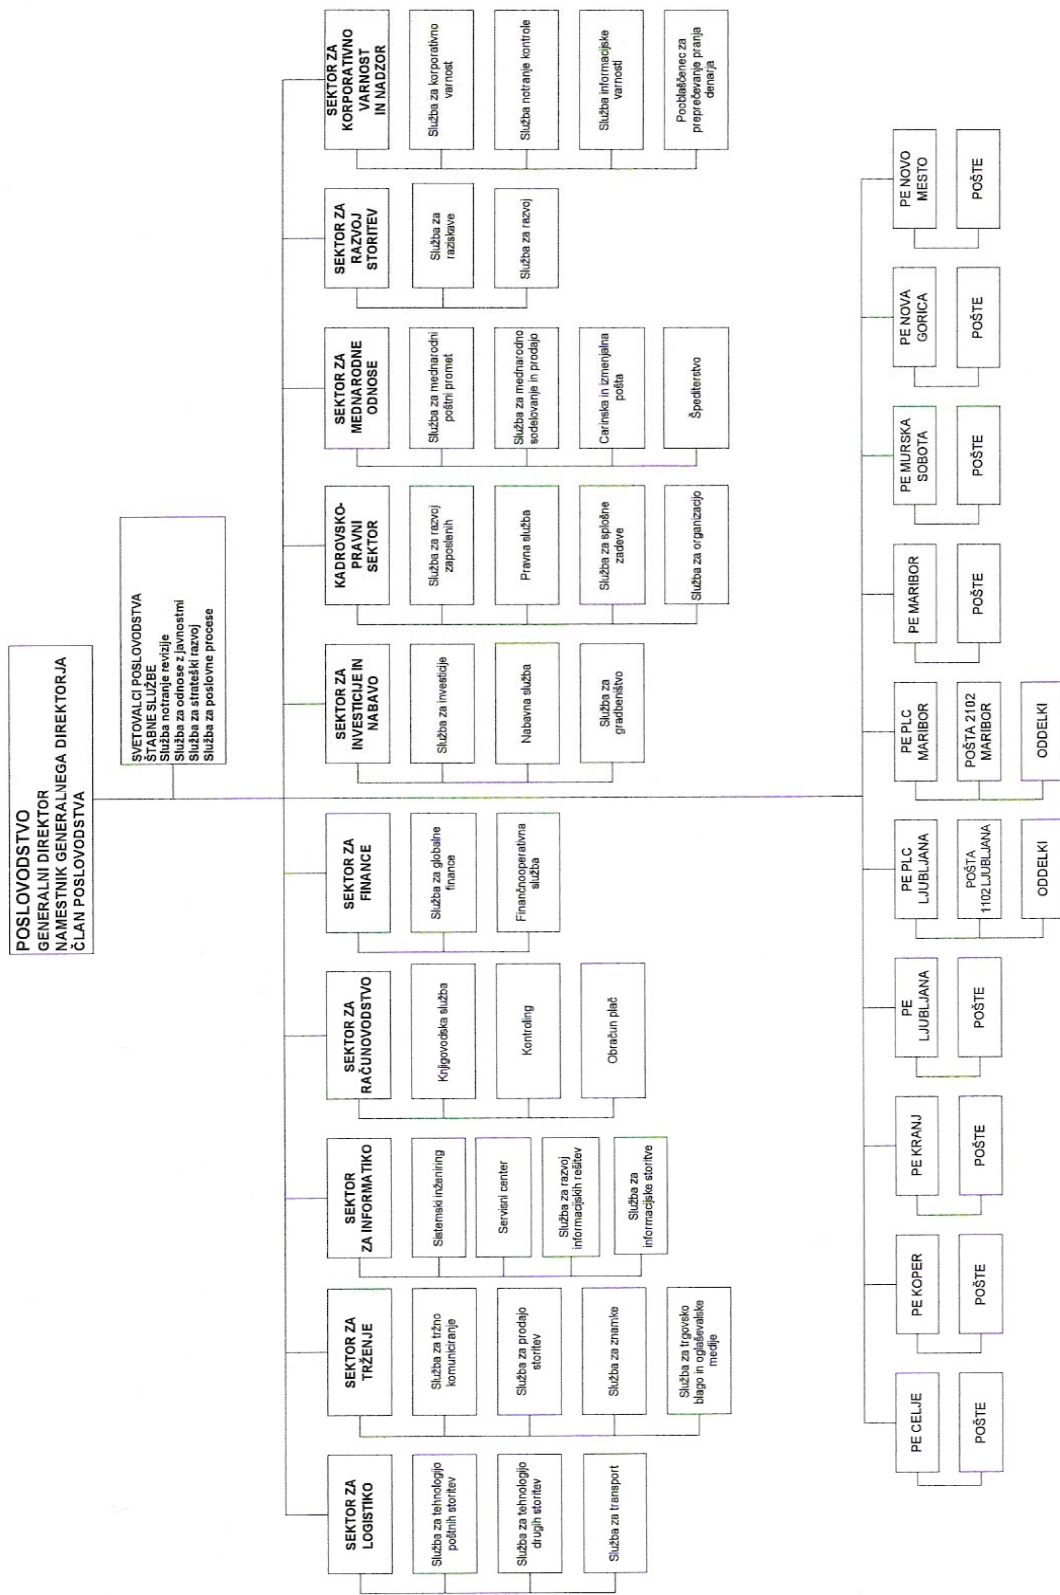 POSLOVODSTVO
GENERALNI DIREKTOR
NAMESTNIK GENERALNEGA DIREKTORJA
ČLAN POSLOVODSTVA
SVETOVALCI POSLOVODSTVA
ŠTABNE SLUŽBE
Služba notranje revizije
Služba za odnose z javnostmi
Služba za strateški razvoj
Služba za poslovne procese
SEKTOR ZA
LOGISTIKO
Služba za tehnologijo
poštnih storitev
Služba za tehnologijo
drugih storitev
Služba za transport
SEKTOR ZA
TRŽENJE
Služba za tržno
komuniciranje
Služba za prodajo
storitev
Služba za znamke
Služba za trgovsko
blago in oglaševalske
medije
SEKTOR
ZA INFORMATIKO
Sistemski inženiring
Servisni center
Služba za razvoj
informacijskih rešitev
Služba za
informacijske storitve
SEKTOR ZA
RAČUNOVODSTVO
Knjigovodska služba
Kontroling
Obračun plač
SEKTOR ZA
FINANCE
Služba za globalne
finance
Finančnooperativna
služba
SEKTOR ZA
INVESTICIJE IN
NABAVO
Služba za investicije
Nabavna služba
Služba za
gradbeništvo
KADROVSKO-
PRAVNI
SEKTOR
Služba za razvoj
zaposlenih
Pravna služba
Služba za splošne
zadeve
Služba za organizacijo
SEKTOR ZA
MEDNARODNE
ODNOSE
Služba za mednarodni
poštni promet
Služba za mednarodno
sodelovanje in prodajo
Carinska in izmenjalna
pošta
Špediterstvo
SEKTOR ZA
RAZVOJ
STORITEV
Služba za
raziskave
Služba za razvoj
SEKTOR ZA
KORPORATIVNO
VARNOST
IN NADZOR
Služba za korporativno
varnost
Služba notranje kontrole
Služba informacijske
varnosti
Pooblaščenec za
preprečevanje pranja
denarja
PE CELJE
POŠTE
PE KOPER
POŠTE
PE KRANJ
POŠTE
PE
LJUBLJANA
POŠTE
PE PLC
LJUBLJANA
POŠTA
1102 LJUBLJANA
ODDELKI
PE PLC
MARIBOR
POŠTA 2102
MARIBOR
ODDELKI
PE MARIBOR
POŠTE
PE MURSKA
SOBOTA
POŠTE
PE NOVA
GORICA
POŠTE
PE NOVO
MESTO
POŠTE